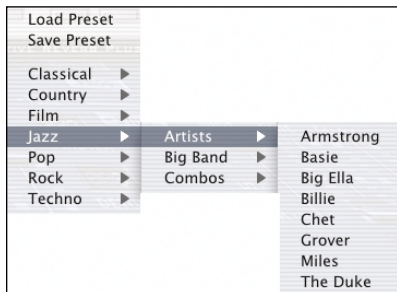 Load Preset
Save Preset
Classical
Country
Film
Jazz
Pop
Rock
Techno
Artists
Big Band
Combos
Armstrong
Basie
Big Ella
Billie
Chet
Grover
Miles
The Duke